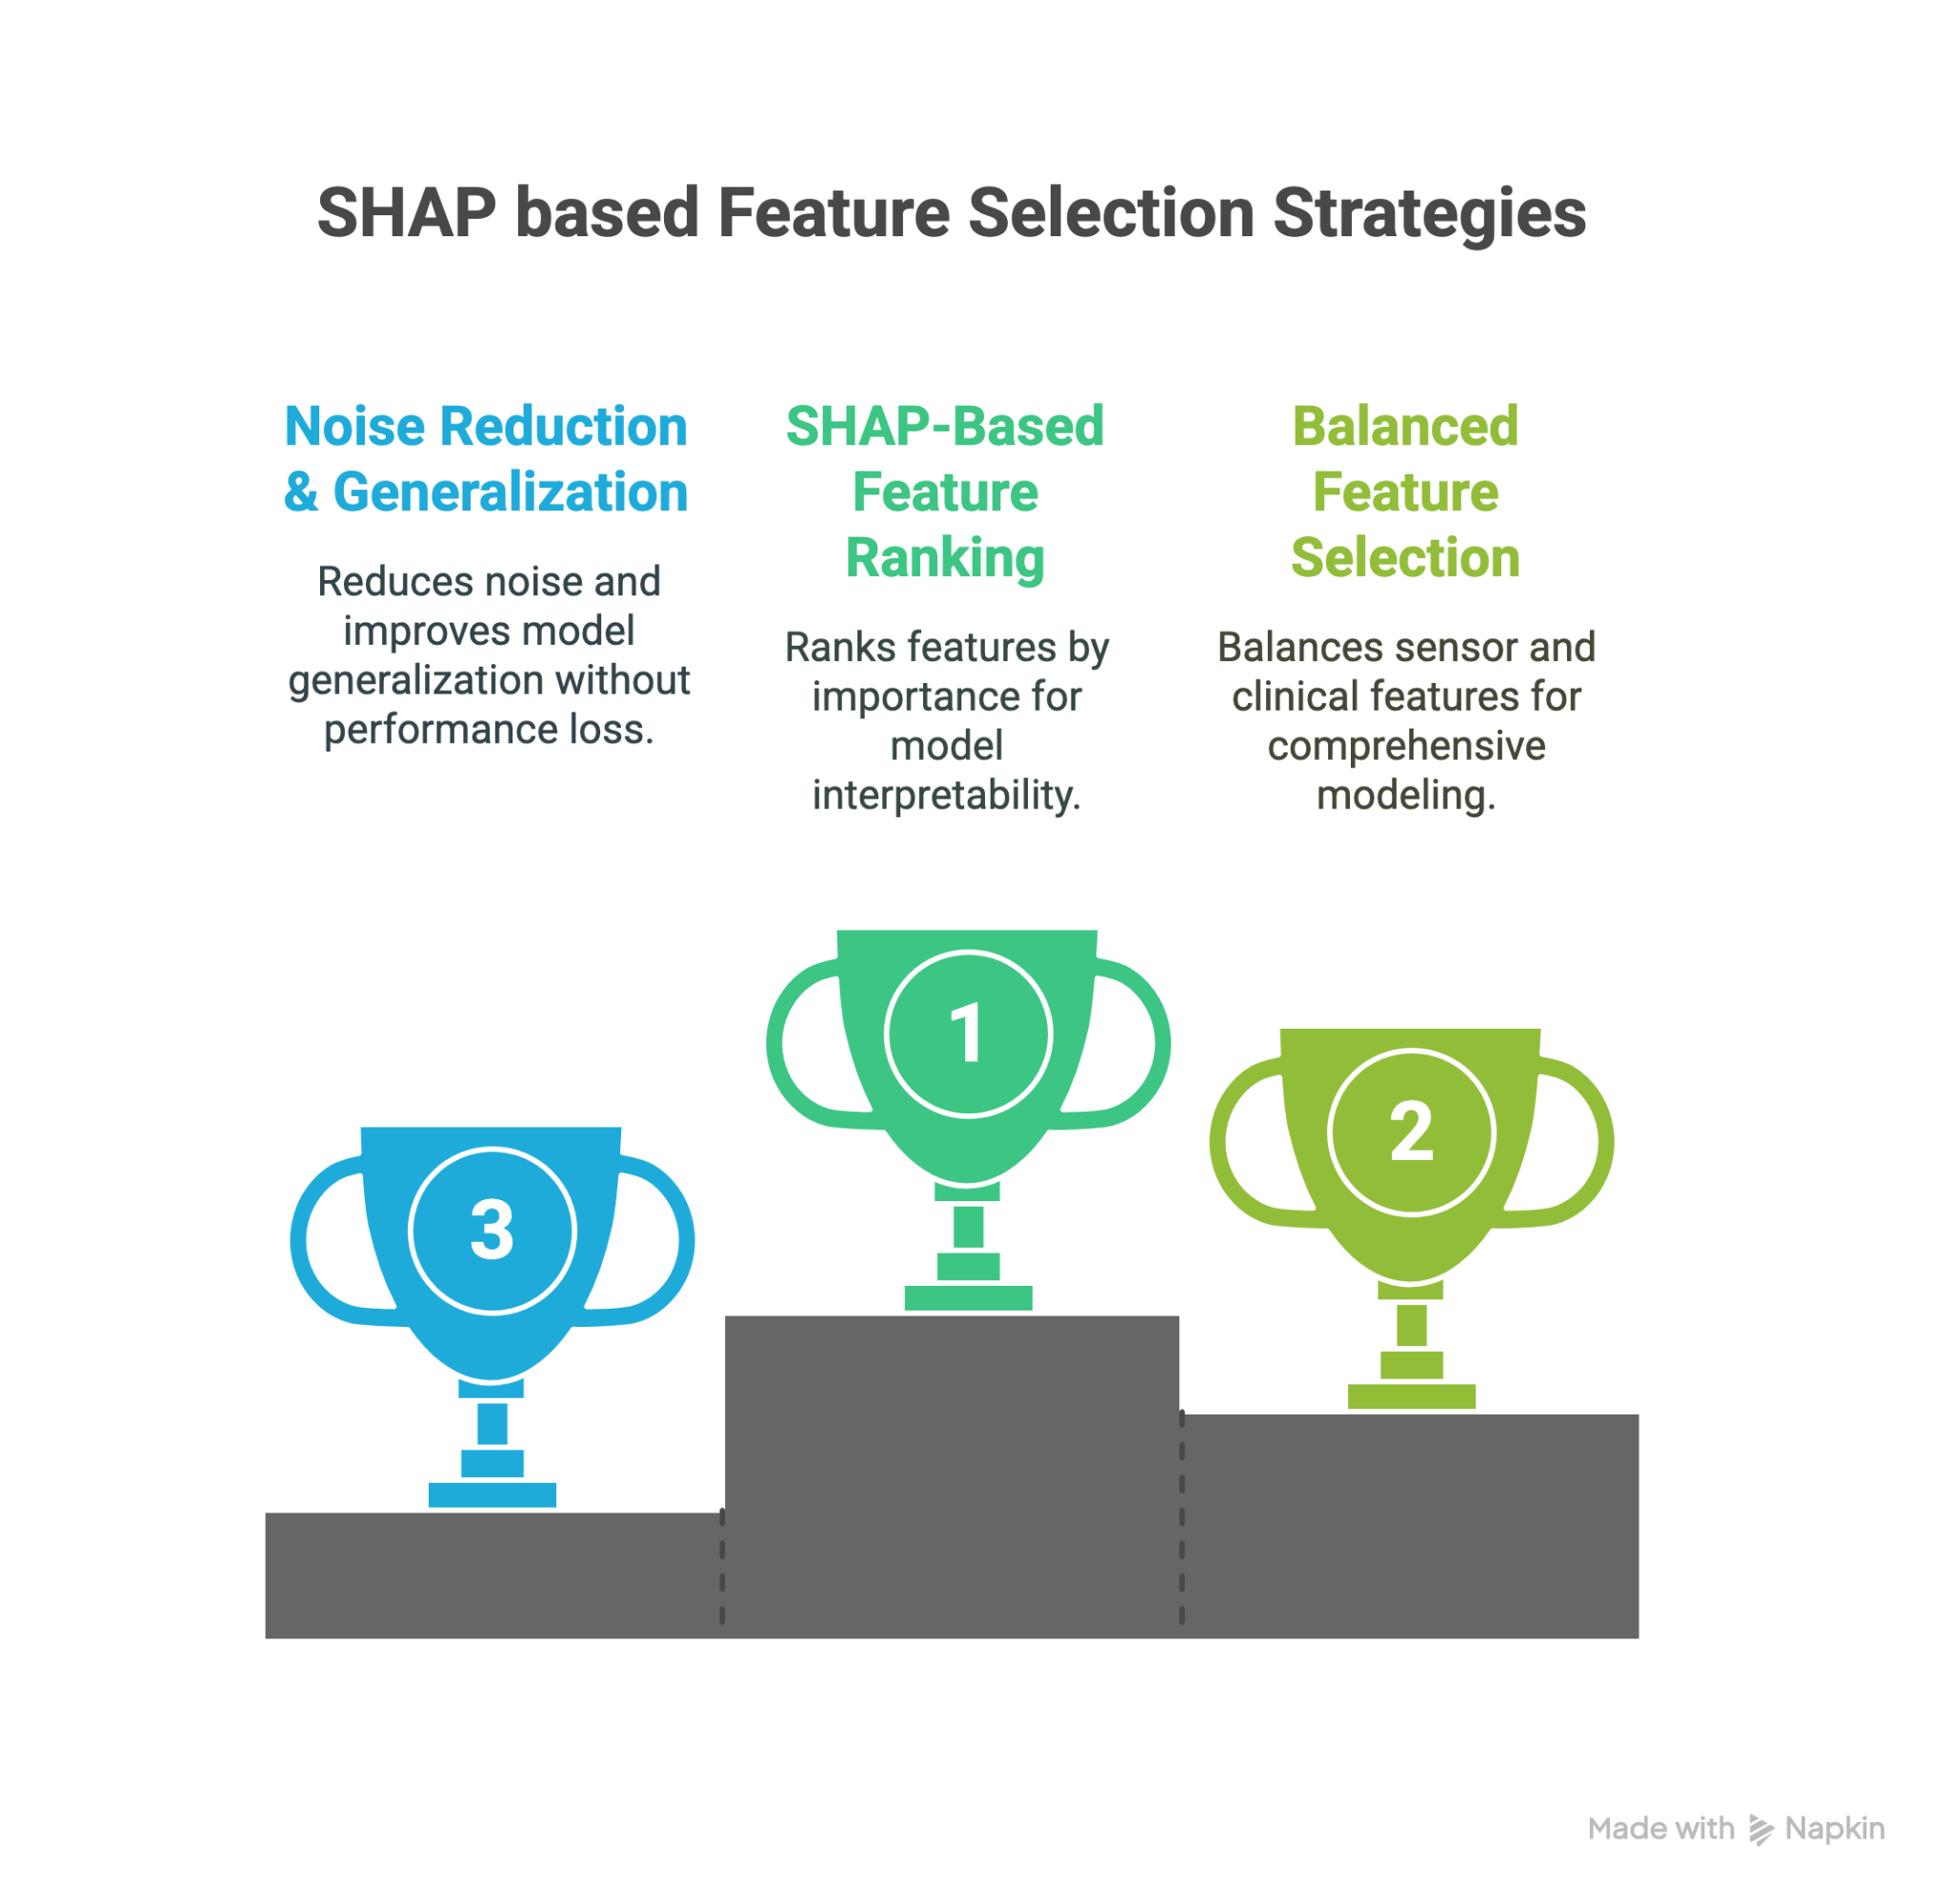 SHAP based Feature Selection Strategies
Noise Reduction
& Generalization
Reduces noise and
improves model
generalization without
performance loss.
SHAP-Based
Feature
Ranking
Ranks features by
importance for
model
interpretability.
Balanced
Feature
Selection
Balances sensor and
clinical features for
comprehensive
modeling.
3
1
2
Made with Napkin